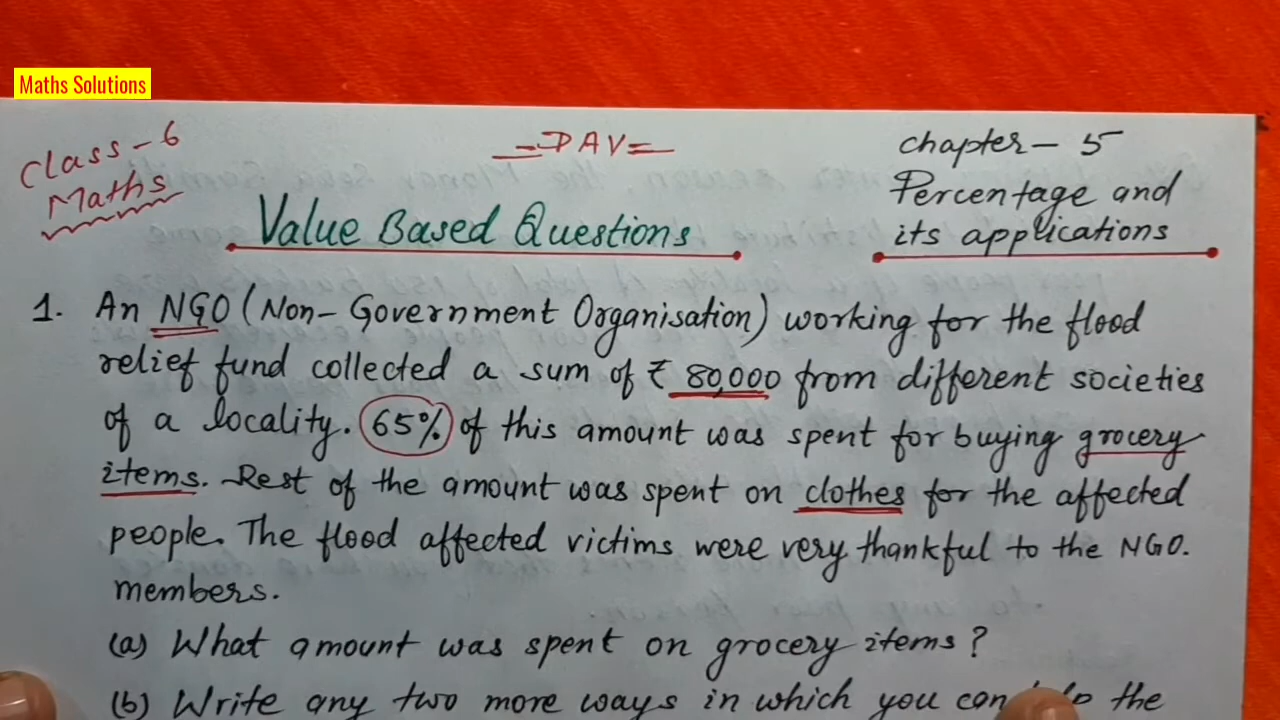 Maths Solutions
Class-6
Maths
=DAV=
chapter- 5
Percentage and
its applications
Value Based Questions
1. An NGO (Non-Government Organisation) working for the flood
relief fund collected a sum of ₹ 80,000 from different societies
of a locality. 65% of this amount was spent for buying grocery
items. Rest of the amount was spent on clothes for the affected
people. The flood affected victims were very thankful to the NGO.
members.
(a) What amount was spent on grocery items?
(b) Write any two more ways in which you can the